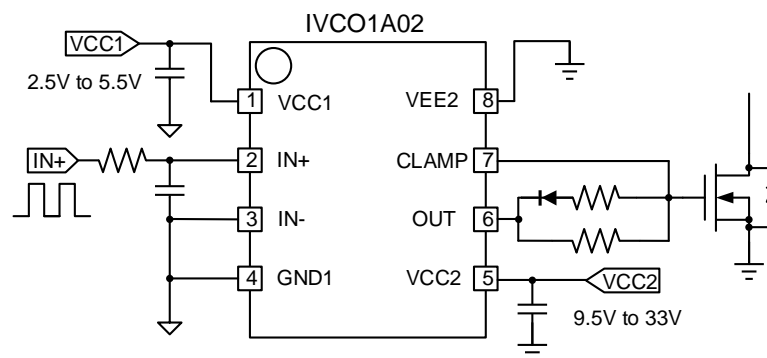 IVCO1A02
VCC1
2.5V to 5.5V
1 VCC1
VEE2 8
IN+
2 IN+
CLAMP 7
3 IN-
OUT 6
4 GND1
VCC2 5
VCC2
9.5V to 33V